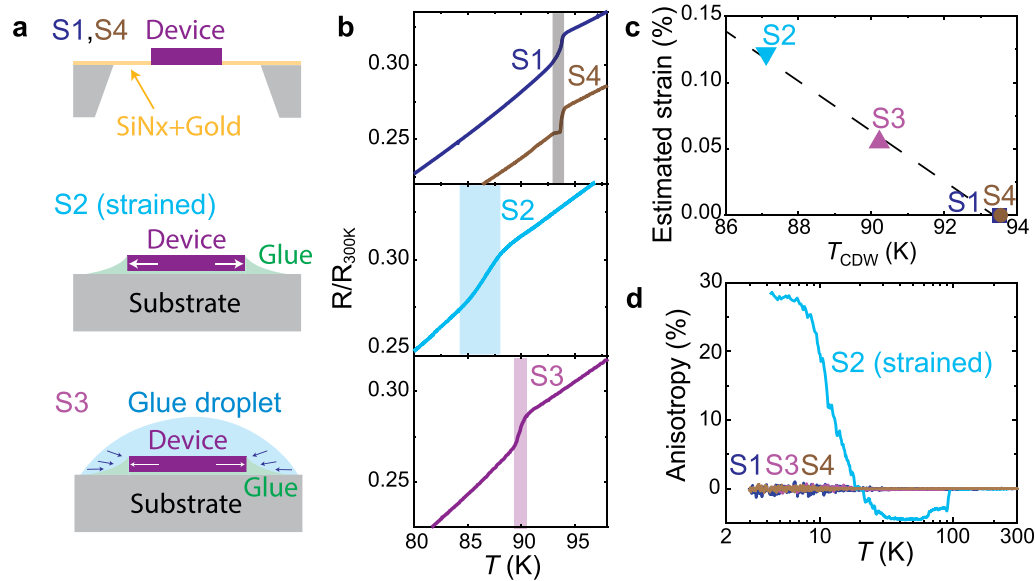 a
S1,S4
Device
SiNx+Gold
S2 (strained)
Device
Glue
Substrate
S3
Glue droplet
Device
Glue
Substrate
b
R/R300K
0.30
0.25
S1
S4
0.30
0.25
S2
0.30
0.25
S3
80 85 90 95
T (K)
c
Estimated strain (%)
0.15
0.10
0.05
0.00
S2
S3
S1 S4
86 88 90 92 94
TCDW (K)
d
Anisotropy (%)
30
20
10
0
S2 (strained)
S1S3S4
2 10 100 300
T (K)